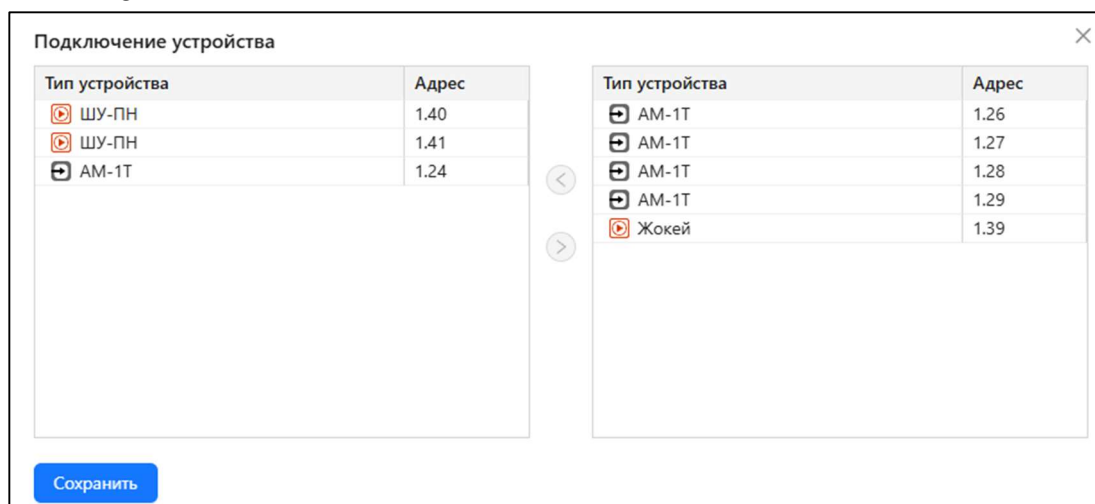 Подключение устройства
Тип устройства Адрес Тип устройства Адрес
ШУ-ПН 1.40 АМ-1Т 1.26
ШУ-ПН 1.41 АМ-1Т 1.27
АМ-1Т 1.24 АМ-1Т 1.28
АМ-1Т 1.29
Жокей 1.39
Сохранить